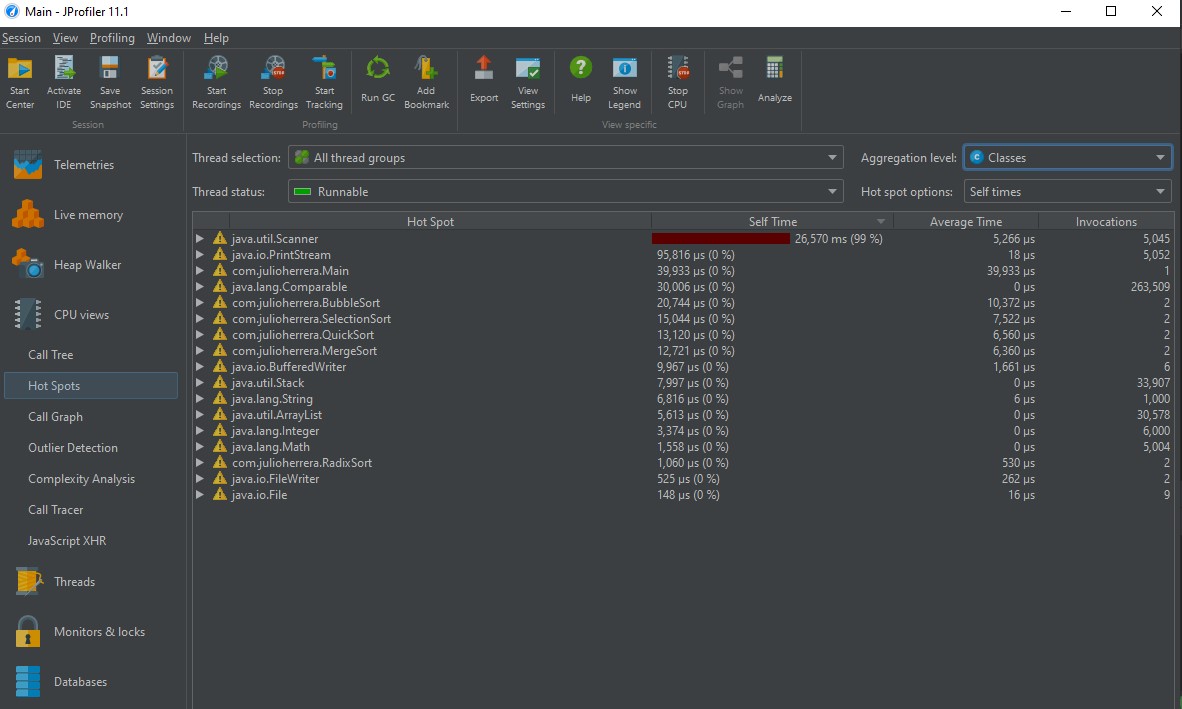 Main - JProfiler 11.1
Session View Profiling Window Help
Start Center
Activate IDE
Save Snapshot
Session Settings
Start Recordings
Stop Recordings
Start Tracking
Run GC
Add Bookmark
Export
View Settings
Help
Show Legend
Stop CPU
Show Graph
Analyze
Session
Profiling
View specific
Telemetries
Live memory
Heap Walker
CPU views
Call Tree
Hot Spots
Call Graph
Outlier Detection
Complexity Analysis
Call Tracer
JavaScript XHR
Threads
Monitors & locks
Databases
Thread selection: All thread groups Aggregation level: Classes
Thread status: Runnable Hot spot options: Self times
Hot Spot Self Time Average Time Invocations
java.util.Scanner 26,570 ms (99 %) 5,266 µs 5,045
java.io.PrintStream 95,816 µs (0 %) 18 µs 5,052
com.julioherrera.Main 39,933 µs (0 %) 39,933 µs 1
java.lang.Comparable 30,006 µs (0 %) 0 µs 263,509
com.julioherrera.BubbleSort 20,744 µs (0 %) 10,372 µs 2
com.julioherrera.SelectionSort 15,044 µs (0 %) 7,522 µs 2
com.julioherrera.QuickSort 13,120 µs (0 %) 6,560 µs 2
com.julioherrera.MergeSort 12,721 µs (0 %) 6,360 µs 2
java.io.BufferedWriter 9,967 µs (0 %) 1,661 µs 6
java.util.Stack 7,997 µs (0 %) 0 µs 33,907
java.lang.String 6,816 µs (0 %) 6 µs 1,000
java.util.ArrayList 5,613 µs (0 %) 0 µs 30,578
java.lang.Integer 3,374 µs (0 %) 0 µs 6,000
java.lang.Math 1,558 µs (0 %) 0 µs 5,004
com.julioherrera.RadixSort 1,060 µs (0 %) 530 µs 2
java.io.FileWriter 525 µs (0 %) 262 µs 2
java.io.File 148 µs (0 %) 16 µs 9